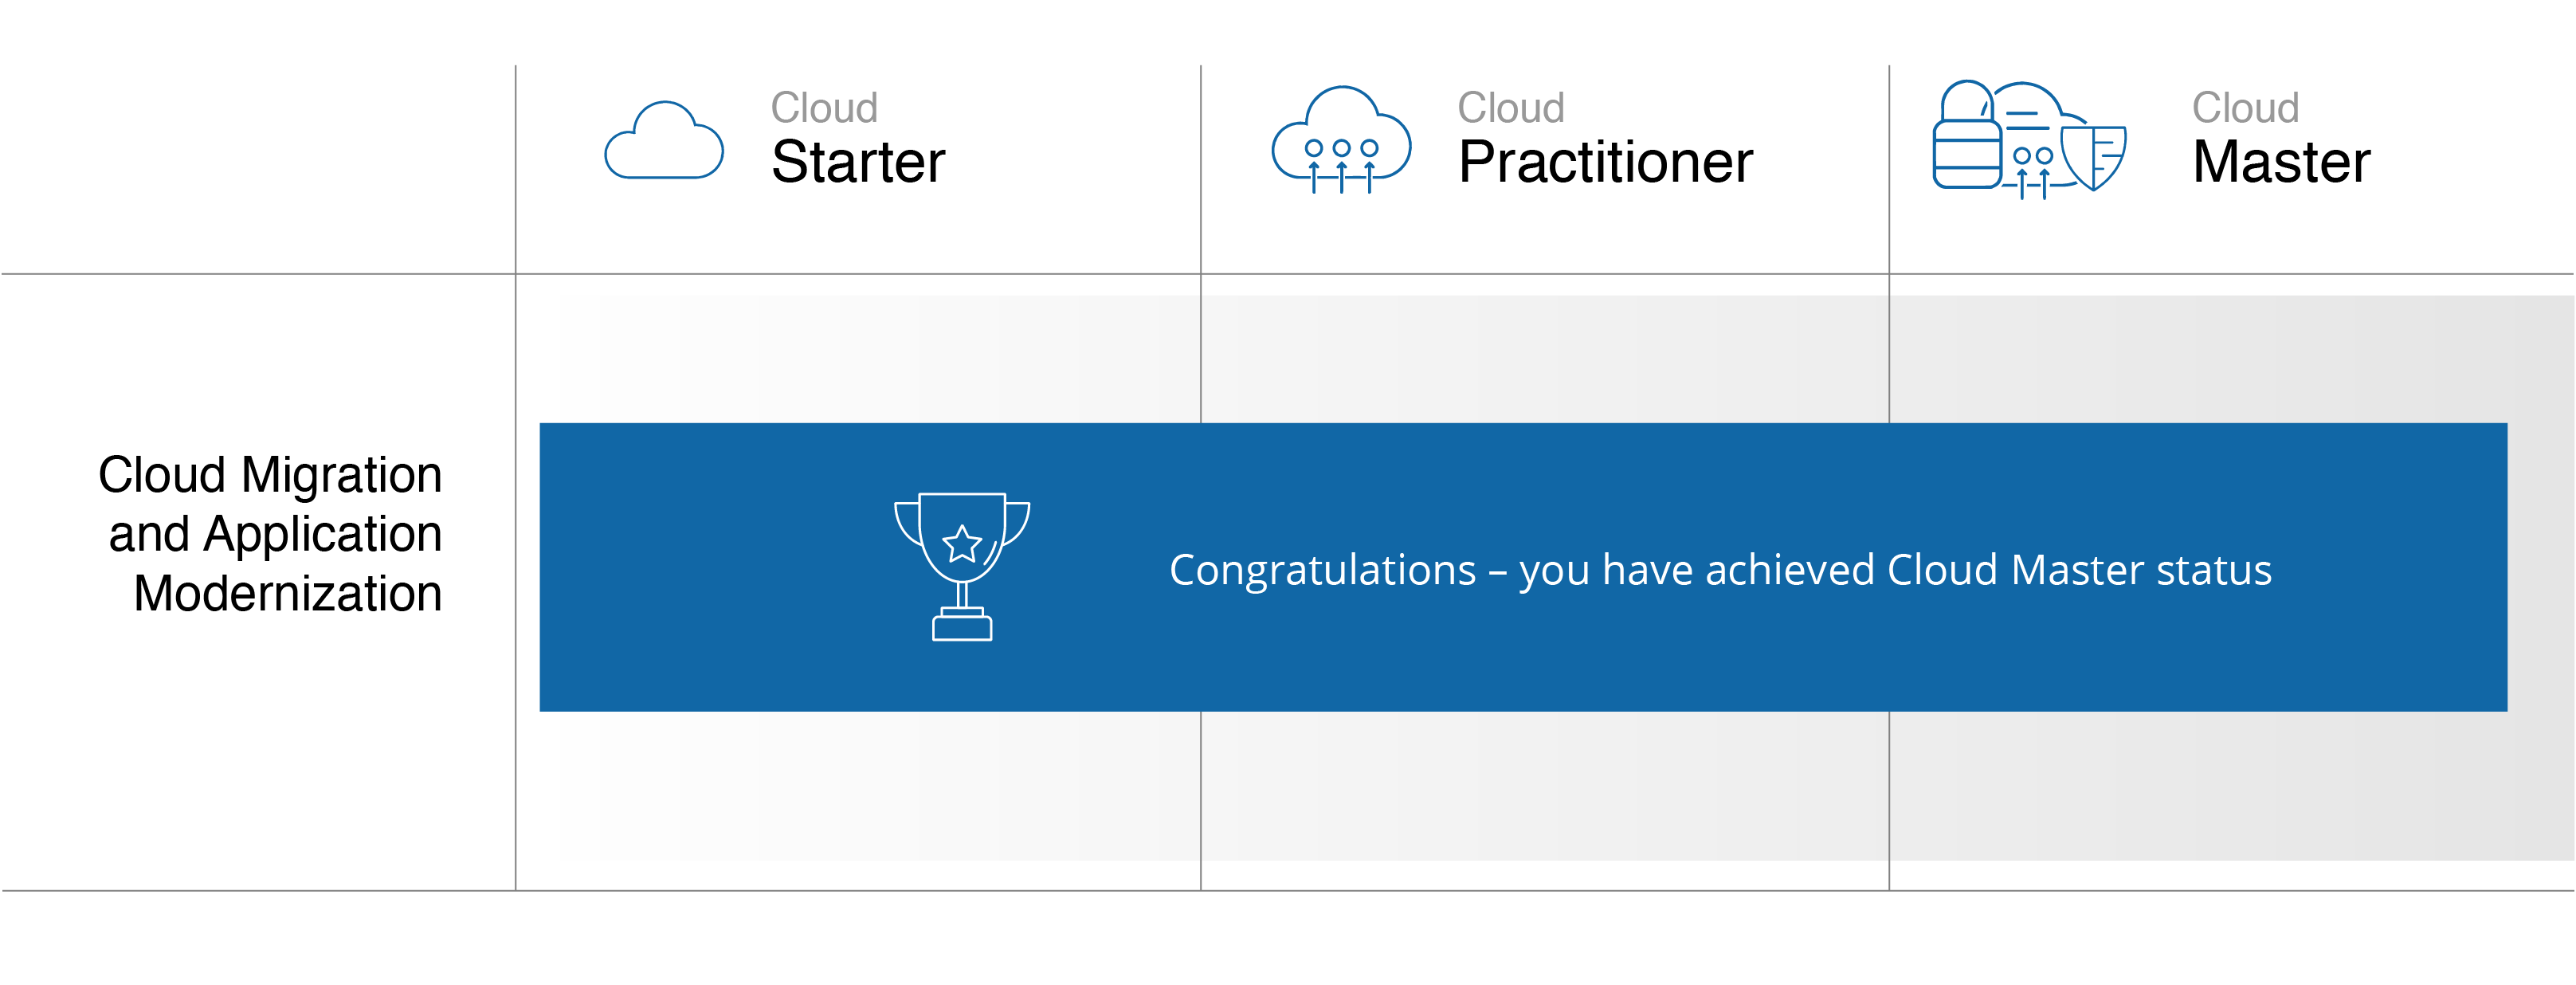 Cloud
Starter
Cloud
Practitioner
Cloud
Master
Cloud Migration
and Application
Modernization
Congratulations – you have achieved Cloud Master status